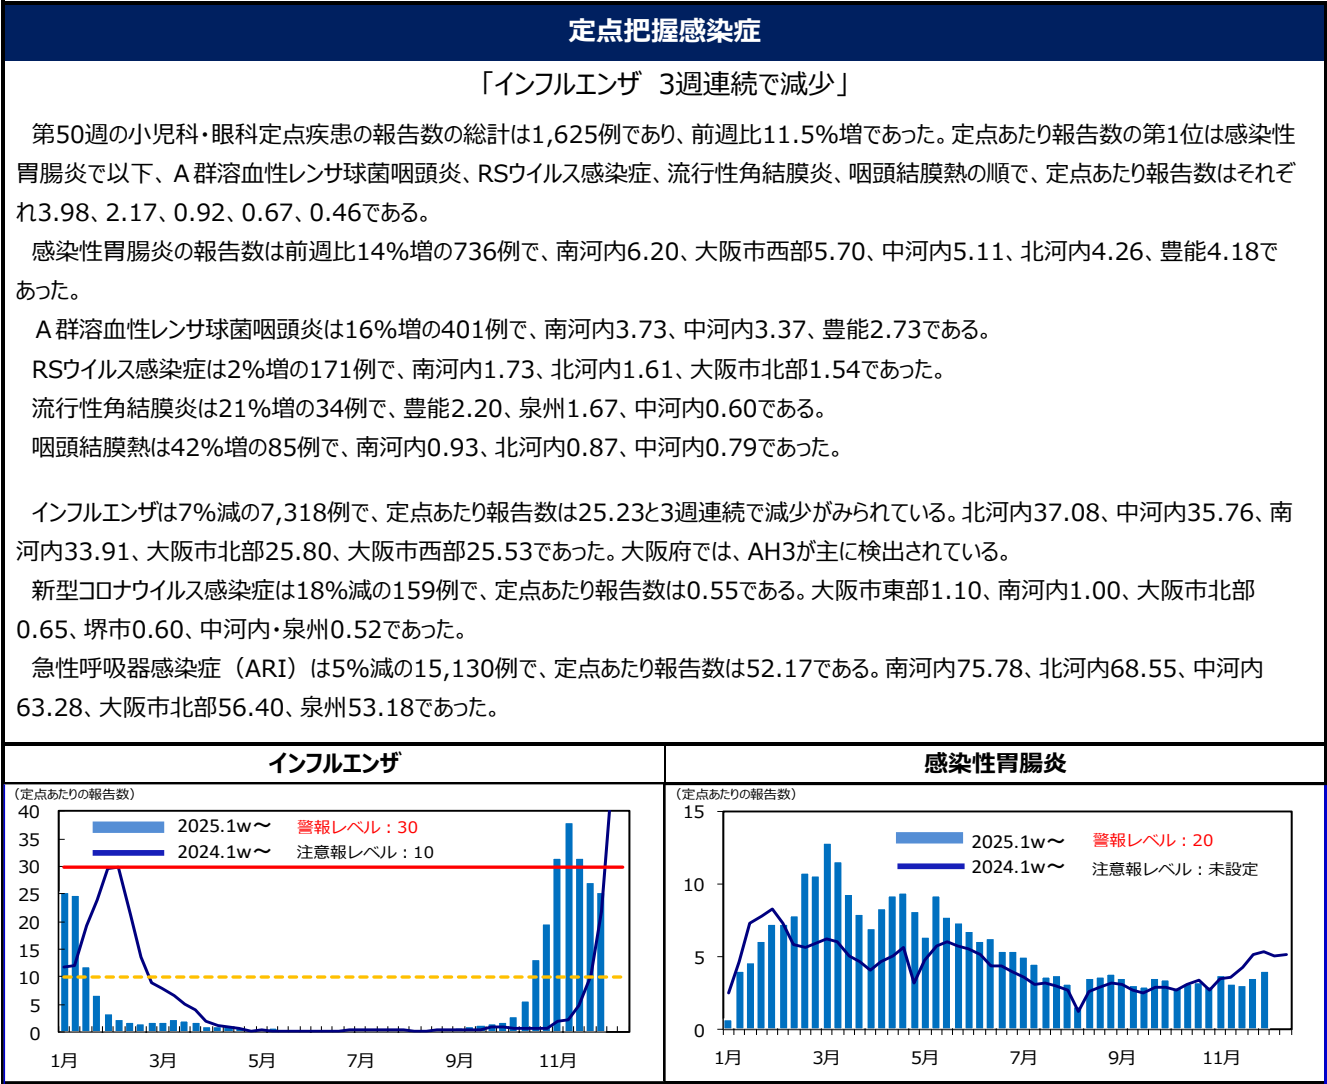 定点把握感染症
「インフルエンザ　3週連続で減少」
第50週の小児科・眼科定点疾患の報告数の総計は1,625例であり、前週比11.5%増であった。定点あたり報告数の第1位は感染性
胃腸炎で以下、Ａ群溶血性レンサ球菌咽頭炎、RSウイルス感染症、流行性角結膜炎、咽頭結膜熱の順で、定点あたり報告数はそれぞ
れ3.98、2.17、0.92、0.67、0.46である。
感染性胃腸炎の報告数は前週比14%増の736例で、南河内6.20、大阪市西部5.70、中河内5.11、北河内4.26、豊能4.18で
あった。
Ａ群溶血性レンサ球菌咽頭炎は16%増の401例で、南河内3.73、中河内3.37、豊能2.73である。
RSウイルス感染症は2%増の171例で、南河内1.73、北河内1.61、大阪市北部1.54であった。
流行性角結膜炎は21%増の34例で、豊能2.20、泉州1.67、中河内0.60である。
咽頭結膜熱は42%増の85例で、南河内0.93、北河内0.87、中河内0.79であった。
インフルエンザは7%減の7,318例で、定点あたり報告数は25.23と3週連続で減少がみられている。北河内37.08、中河内35.76、南
河内33.91、大阪市北部25.80、大阪市西部25.53であった。大阪府では、AH3が主に検出されている。
新型コロナウイルス感染症は18%減の159例で、定点あたり報告数は0.55である。大阪市東部1.10、南河内1.00、大阪市北部
0.65、堺市0.60、中河内・泉州0.52であった。
急性呼吸器感染症（ARI）は5%減の15,130例で、定点あたり報告数は52.17である。南河内75.78、北河内68.55、中河内
63.28、大阪市北部56.40、泉州53.18であった。
インフルエンザ
（定点あたりの報告数）
40
35
30
25
20
15
10
5
0
2025.1w～ 警報レベル：30
2024.1w～ 注意報レベル：10
1月 3月 5月 7月 9月 11月
感染性胃腸炎
（定点あたりの報告数）
15
10
5
0
2025.1w～ 警報レベル：20
2024.1w～ 注意報レベル：未設定
1月 3月 5月 7月 9月 11月